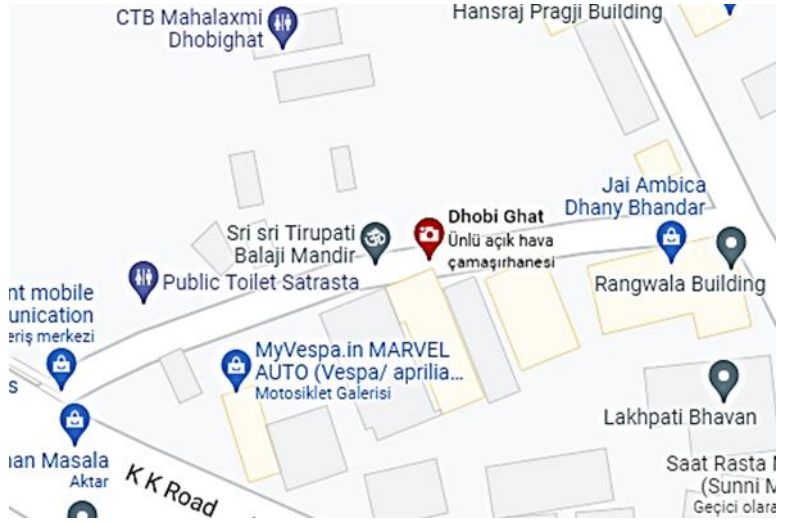 CTB Mahalaxmi
Dhobighat
Hansraj Pragji Building
Jai Ambica
Dhany Bhandar
Dhobi Ghat
Ünlü açık hava
çamaşırhanesi
Sri sri Tirupati
Balaji Mandir
Rangwala Building
Public Toilet Satrasta
nt mobile
unication
eriş merkezi
s
MyVespa.in MARVEL
AUTO (Vespa/ aprilia...
Motosiklet Galerisi
Lakhpati Bhavan
an Masala
Aktar
K K Road
Saat Rasta
(Sunni
Geçici olara